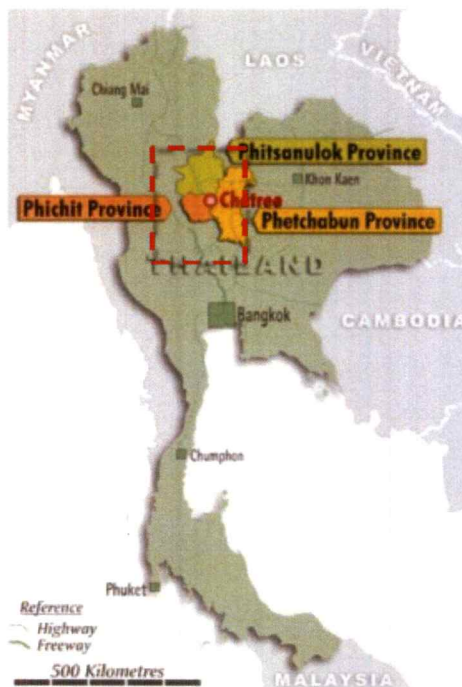 MYANMAR
LAOS
VIETNAM
Chiang Mai
Phitsanulok Province
Khon Kaen
Chatree
Phichit Province
Phetchabun Province
THAILAND
Bangkok
CAMBODIA
Chumphon
Phuket
Reference
Highway
Freeway
500 Kilometres
MALAYSIA